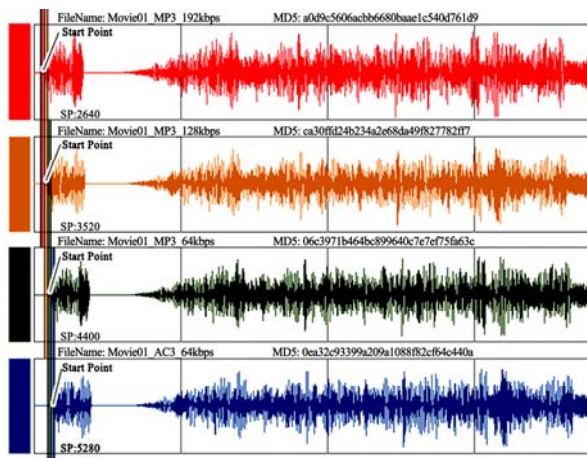 FileName: Movie01_MP3_192kbps MD5: a0d9c5606acbb6680baae1c540d761d9
Start Point
SP:2640
FileName: Movie01_MP3_128kbps MD5: ca30ffd24b234a2e68da49f827782ff7
Start Point
SP:3520
FileName: Movie01_MP3_64kbps MD5: 06c3971b464bc899640c7e7ef75fa63c
Start Point
SP:4400
FileName: Movie01_AC3_64kbps MD5: 0ea32c93399a209a1088f82cf64c440a
Start Point
SP:5280